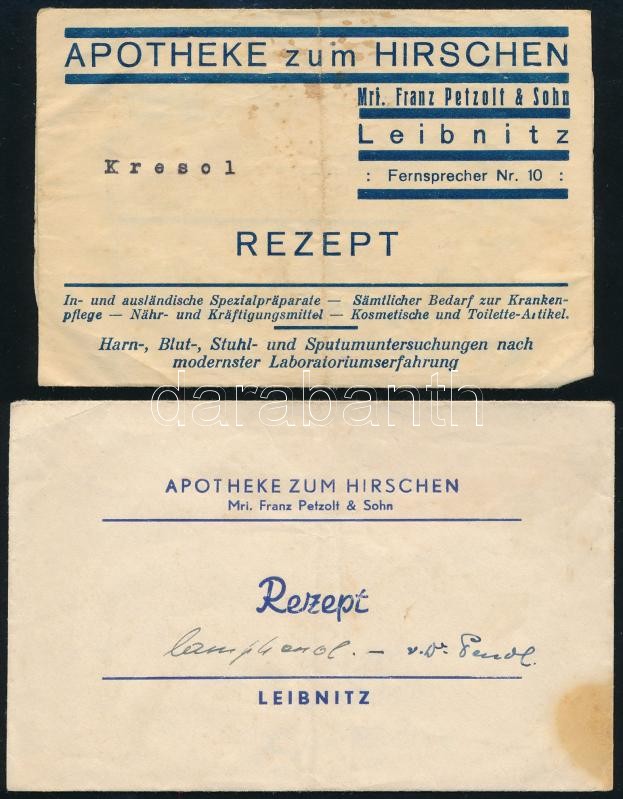 APOTHEKE zum HIRSCHEN
Mri. Franz Petzolt & Sohn
Leibnitz
: Fernsprecher Nr. 10 :
Kresol
REZEPT
In- und ausländische Spezialpräparate — Sämtlicher Bedarf zur Kranken-
pflege — Nähr- und Kräftigungsmittel — Kosmetische und Toilette-Artikel.
Harn-, Blut-, Stuhl- und Sputumuntersuchungen nach
modernster Laboratoriumserfahrung
darabanth
APOTHEKE ZUM HIRSCHEN
Mri. Franz Petzolt & Sohn
Rezept
v. Dr.
LEIBNITZ